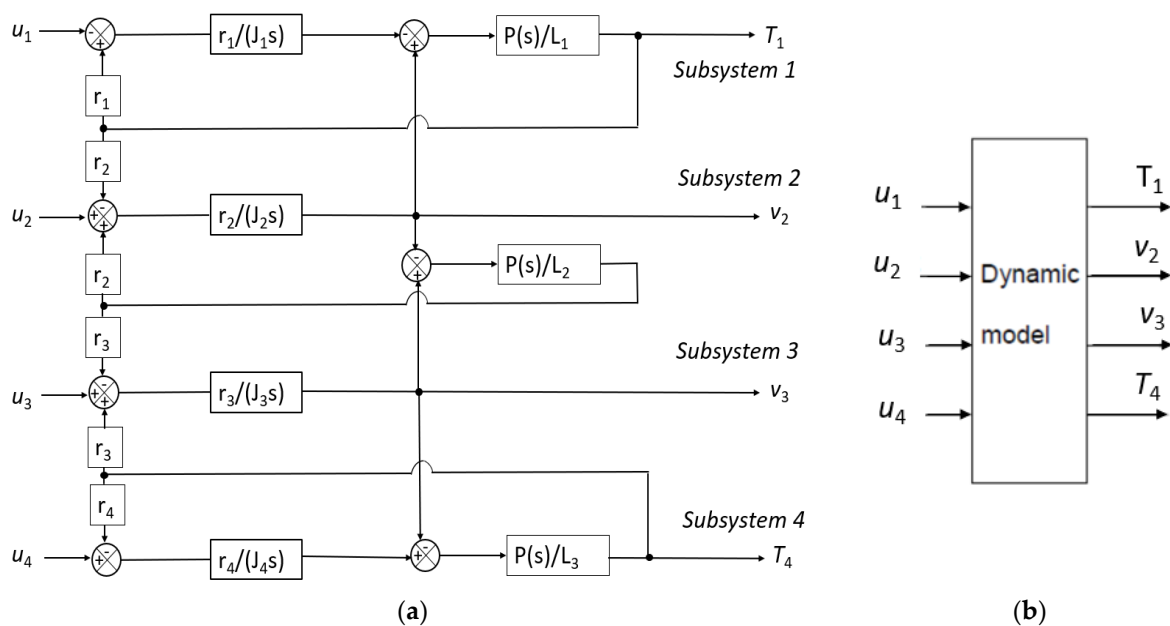 u₁
-
+
r₁/(J₁s)
-
+
P(s)/L₁
T₁
Subsystem 1
r₁
r₂
Subsystem 2
u₂
+
-
+
r₂/(J₂s)
v₂
-
+
P(s)/L₂
r₂
r₃
Subsystem 3
u₃
+
-
+
r₃/(J₃s)
v₃
r₃
r₄
Subsystem 4
u₄
+
-
r₄/(J₄s)
+
-
P(s)/L₃
T₄
(a)
u₁
T₁
u₂
v₂
Dynamic
u₃
model
v₃
u₄
T₄
(b)